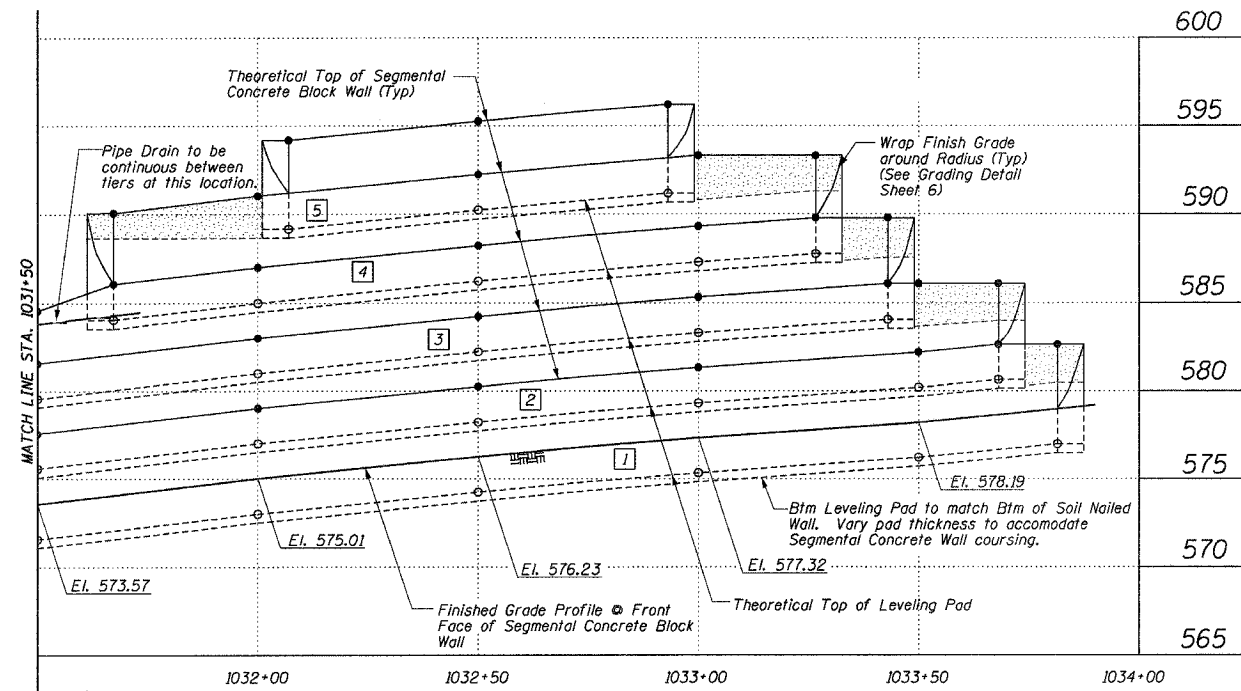 600
Theoretical Top of Segmental
Concrete Block Wall (Typ)
595
Pipe Drain to be
continuous between
tiers at this location.
Wrap Finish Grade
around Radius (Typ)
(See Grading Detail
Sheet 6)
590
5
4
585
3
MATCH LINE STA. 1031+50
580
2
1
575
El. 578.19
Btm Leveling Pad to match Btm of Soil Nailed
Wall. Vary pad thickness to accomodate
Segmental Concrete Wall coursing.
El. 575.01
El. 576.23
El. 577.32
570
El. 573.57
Finished Grade Profile @ Front
Face of Segmental Concrete Block
Wall
Theoretical Top of Leveling Pad
565
1032+00
1032+50
1033+00
1033+50
1034+00